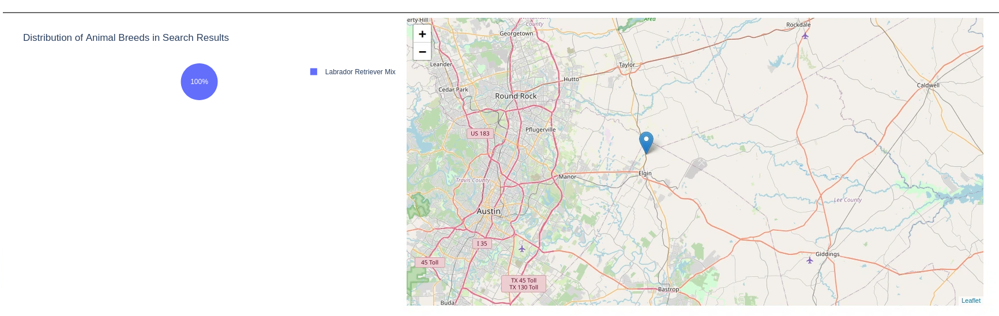 Distribution of Animal Breeds in Search Results
100%
Labrador Retriever Mix
+
−
erty Hill
County
Area
Rockdale
Georgetown
Leander
Taylor
Hutto
Cedar Park
Round Rock
Caldwell
US 183
Pflugerville
Elgin
Manor
Travis County
Lee County
Austin
I 35
Giddings
45 Toll
TX 45 Toll
TX 130 Toll
Bastrop
Buda
Leaflet